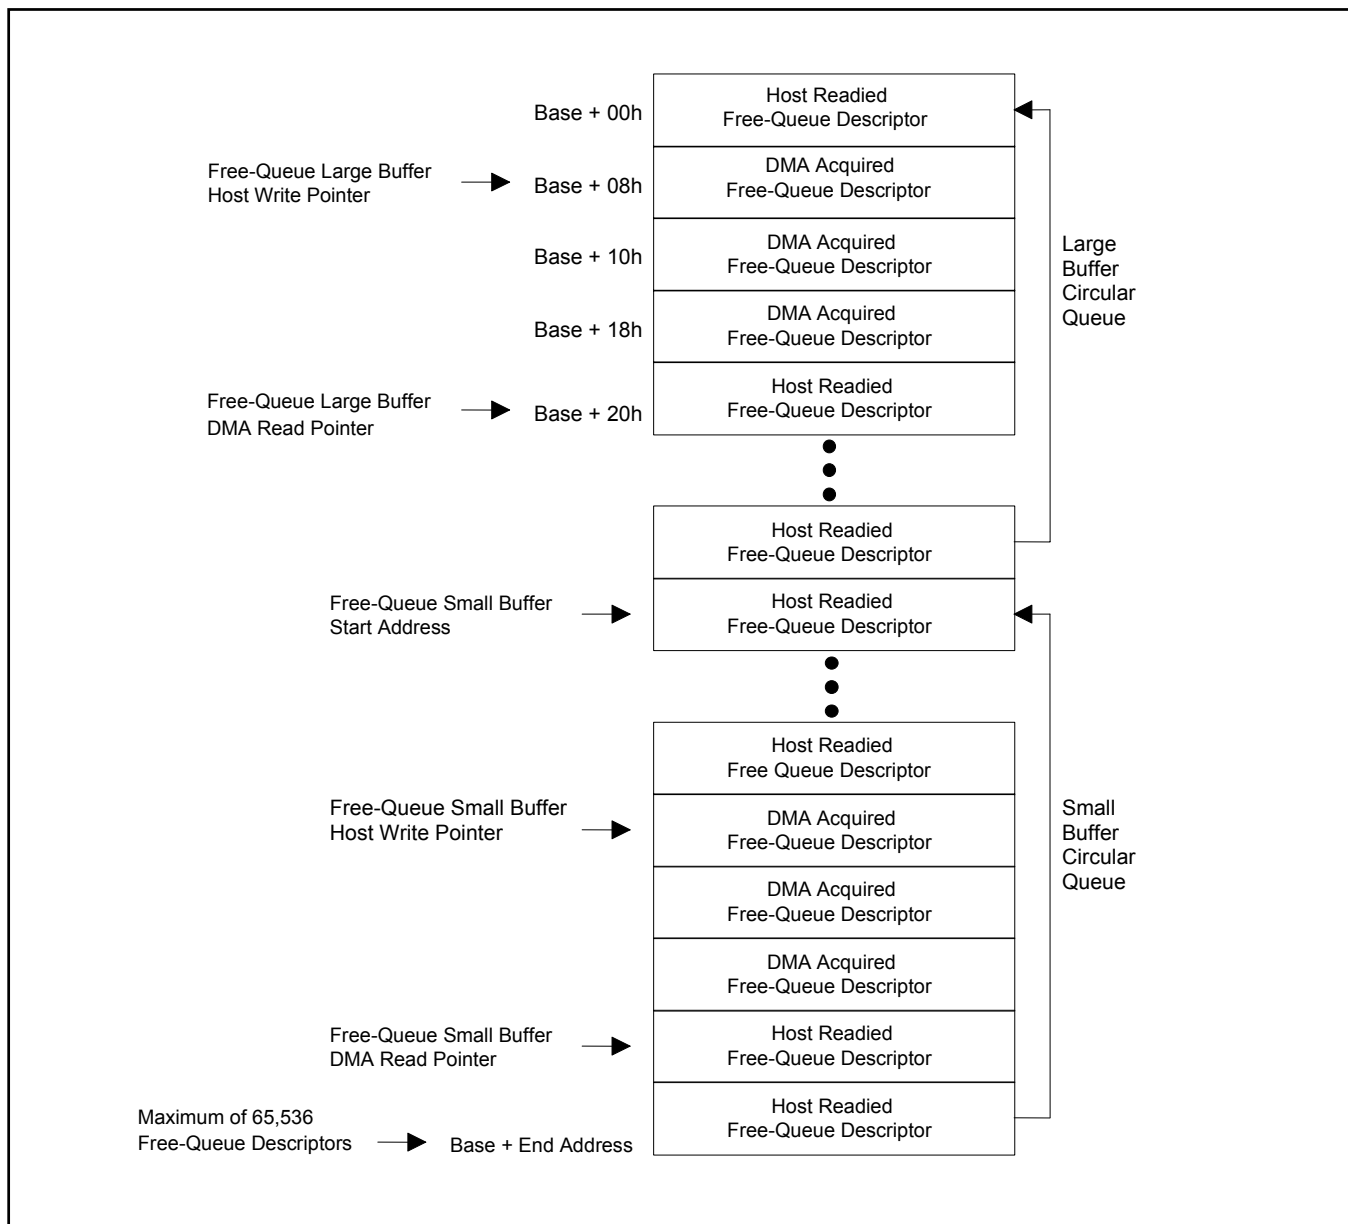 Base + 00h
Host Readied
Free-Queue Descriptor
Free-Queue Large Buffer
Host Write Pointer
Base + 08h
DMA Acquired
Free-Queue Descriptor
Base + 10h
DMA Acquired
Free-Queue Descriptor
Large
Buffer
Circular
Queue
Base + 18h
DMA Acquired
Free-Queue Descriptor
Free-Queue Large Buffer
DMA Read Pointer
Base + 20h
Host Readied
Free-Queue Descriptor
Host Readied
Free-Queue Descriptor
Free-Queue Small Buffer
Start Address
Host Readied
Free-Queue Descriptor
Host Readied
Free Queue Descriptor
Free-Queue Small Buffer
Host Write Pointer
DMA Acquired
Free-Queue Descriptor
Small
Buffer
Circular
Queue
DMA Acquired
Free-Queue Descriptor
DMA Acquired
Free-Queue Descriptor
Free-Queue Small Buffer
DMA Read Pointer
Host Readied
Free-Queue Descriptor
Maximum of 65,536
Free-Queue Descriptors
Base + End Address
Host Readied
Free-Queue Descriptor